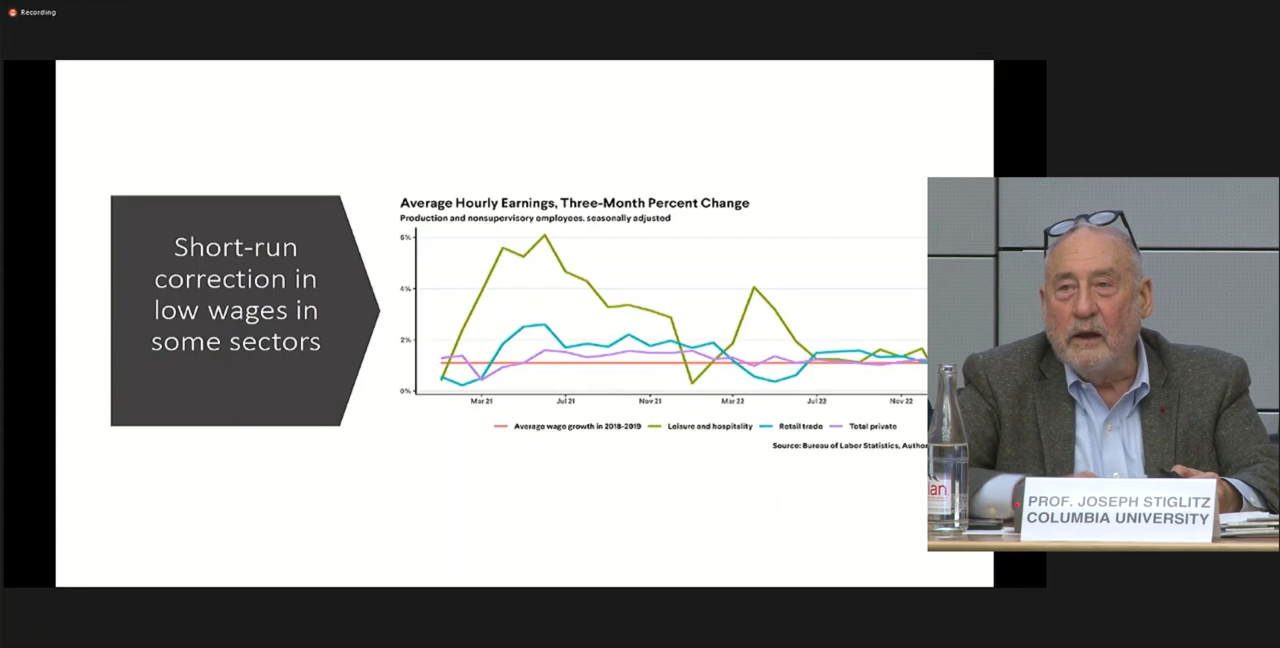 Recording
Short-run
correction in
low wages in
some sectors
Average Hourly Earnings, Three-Month Percent Change
Production and nonsupervisory employees, seasonally adjusted
6%
4%
2%
0%
Mar 21 Jul 21 Nov 21 Mar 22 Jul 22 Nov 22
Average wage growth in 2018-2019 Leisure and hospitality Retail trade Total private
Source: Bureau of Labor Statistics, Author
ian.
PROF. JOSEPH STIGLITZ
COLUMBIA UNIVERSITY